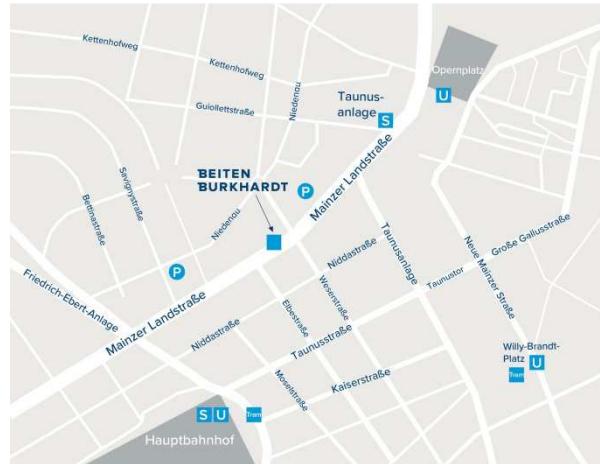 Kettenhofweg
Kettenhofweg
Opernplatz
Guiollettstraße
Niedenau
Taunus-
anlage
S
U
Savignystraße
Bettinastraße
BEITEN
BURKHARDT
P
Mainzer Landstraße
Niedenau
P
Friedrich-Ebert-Anlage
Mainzer Landstraße
Niddastraße
Niddastraße
Elbestraße
Weserstraße
Taunusanlage
Taunustor
Große Gallusstraße
Neue Mainzer
Straße
Taunusstraße
Moselstraße
Kaiserstraße
Willy-Brandt-
Platz
U
Tram
S U
Tram
Hauptbahnhof